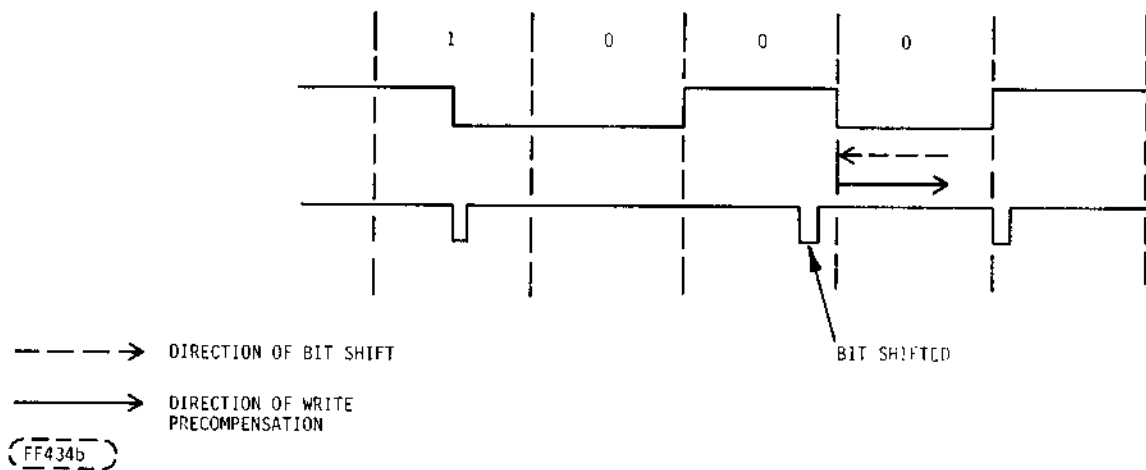 1 0 0 0
DIRECTION OF BIT SHIFT
BIT SHIFTED
DIRECTION OF WRITE
PRECOMPENSATION
FF434b